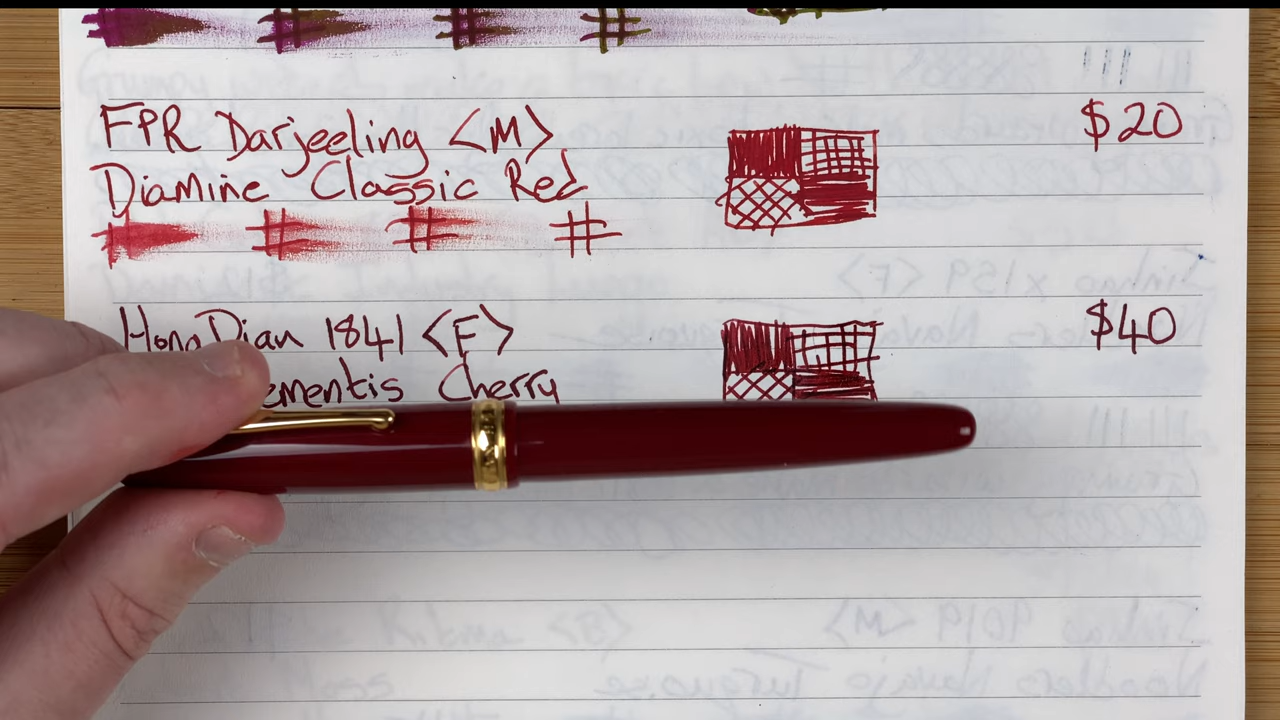 FPR Darjeeling <M>
$20
Diamine Classic Red
HongDian 1841 <F>
$40
Cherry